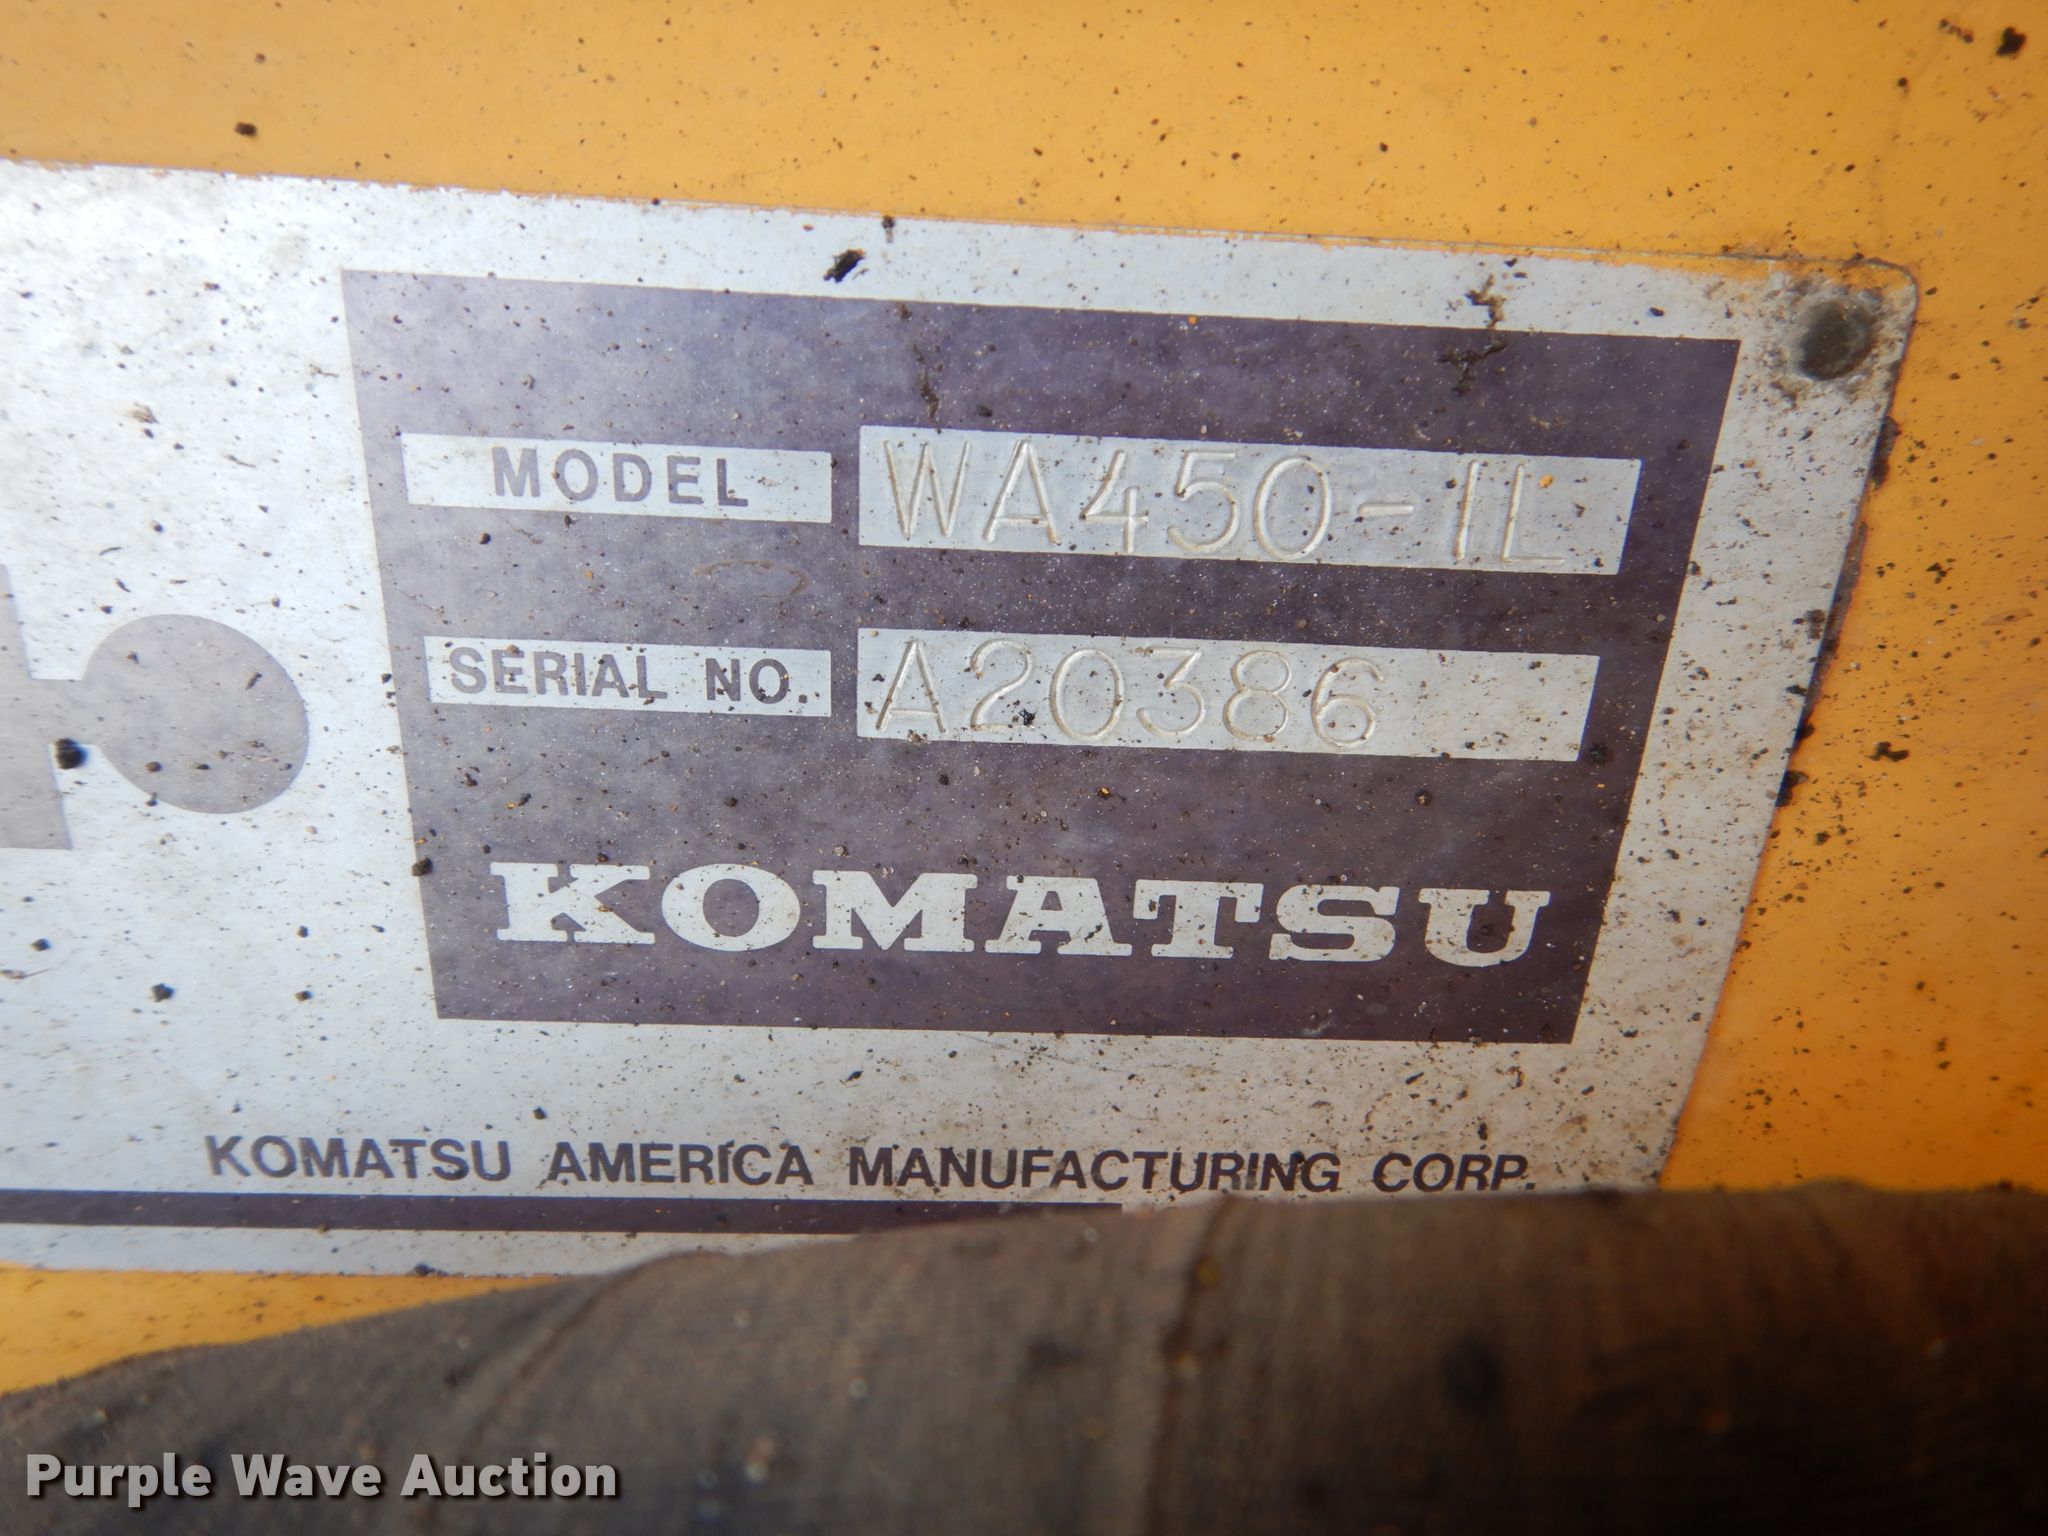 MODEL WA450-1L
SERIAL NO. A20386
KOMATSU
KOMATSU AMERICA MANUFACTURING CORP.
Purple Wave Auction